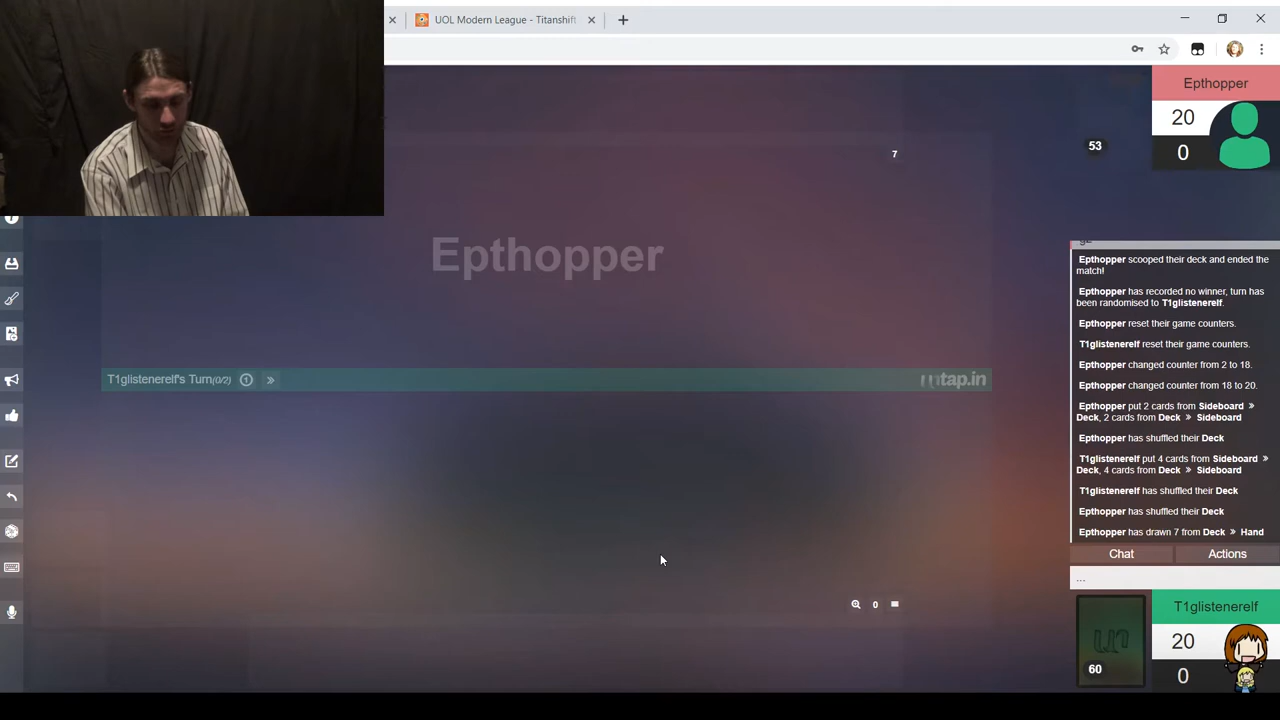 UOL Modern League - Titanshift
Epthopper
20
0
53
7
Epthopper
Epthopper scooped their deck and ended the
match!
Epthopper has recorded no winner, turn has
been randomised to T1glistenerelf.
Epthopper reset their game counters.
T1glistenerelf reset their game counters.
Epthopper changed counter from 2 to 18.
Epthopper changed counter from 18 to 20.
Epthopper put 2 cards from Sideboard »
Deck, 2 cards from Deck » Sideboard
Epthopper has shuffled their Deck
T1glistenerelf put 4 cards from Sideboard »
Deck, 4 cards from Deck » Sideboard
T1glistenerelf has shuffled their Deck
Epthopper has shuffled their Deck
Epthopper has drawn 7 from Deck » Hand
T1glistenerelf's Turn(0/2) 1 »
untap.in
Chat Actions
...
0
T1glistenerelf
20
0
60